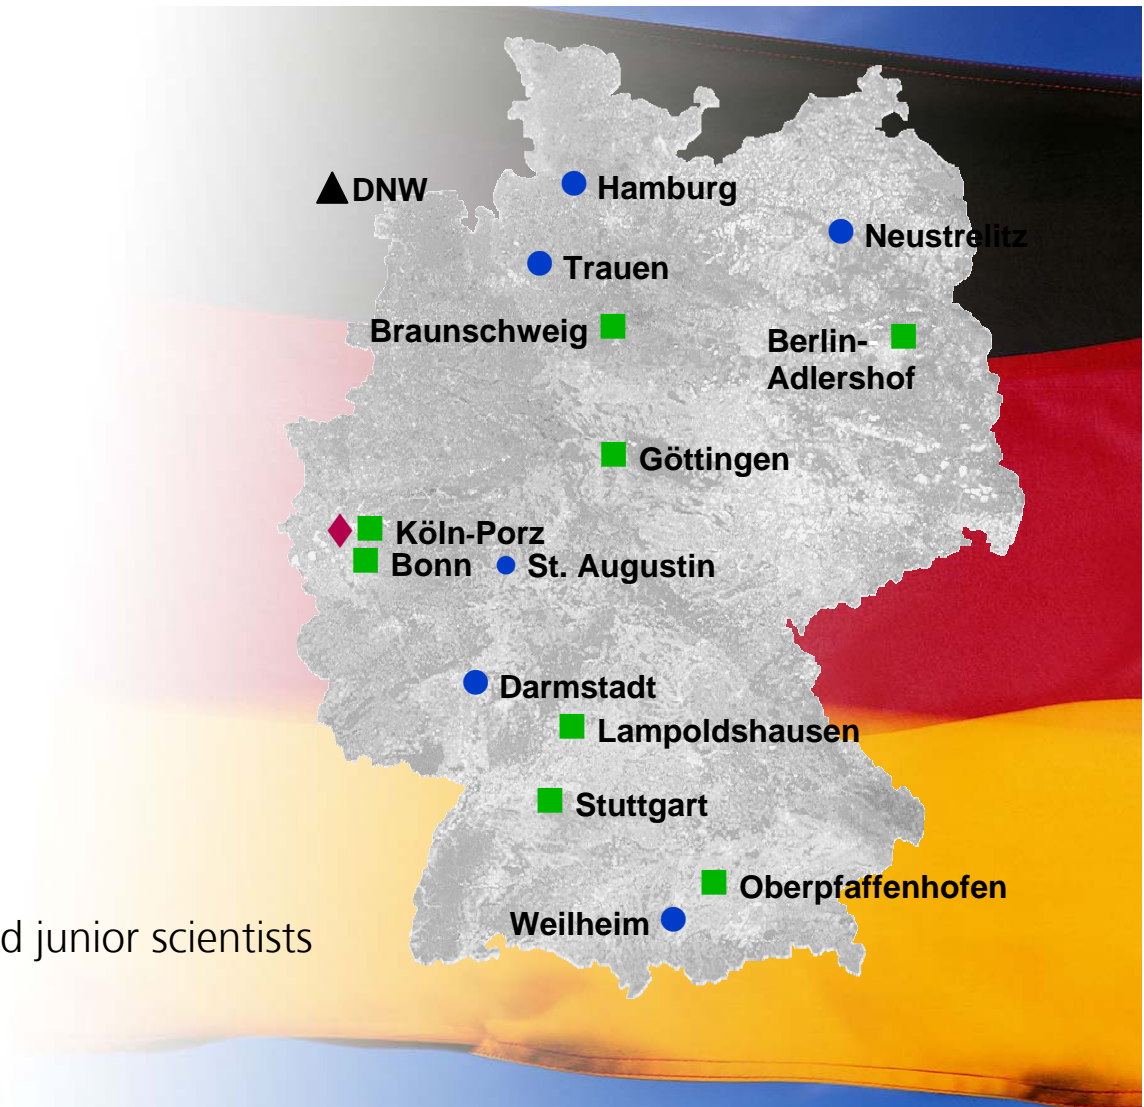 DNW
Hamburg
Neustrelitz
Trauen
Braunschweig
Berlin-
Adlershof
Göttingen
Köln-Porz
Bonn
St. Augustin
Darmstadt
Lampoldshausen
Stuttgart
Oberpfaffenhofen
Weilheim
d junior scientists